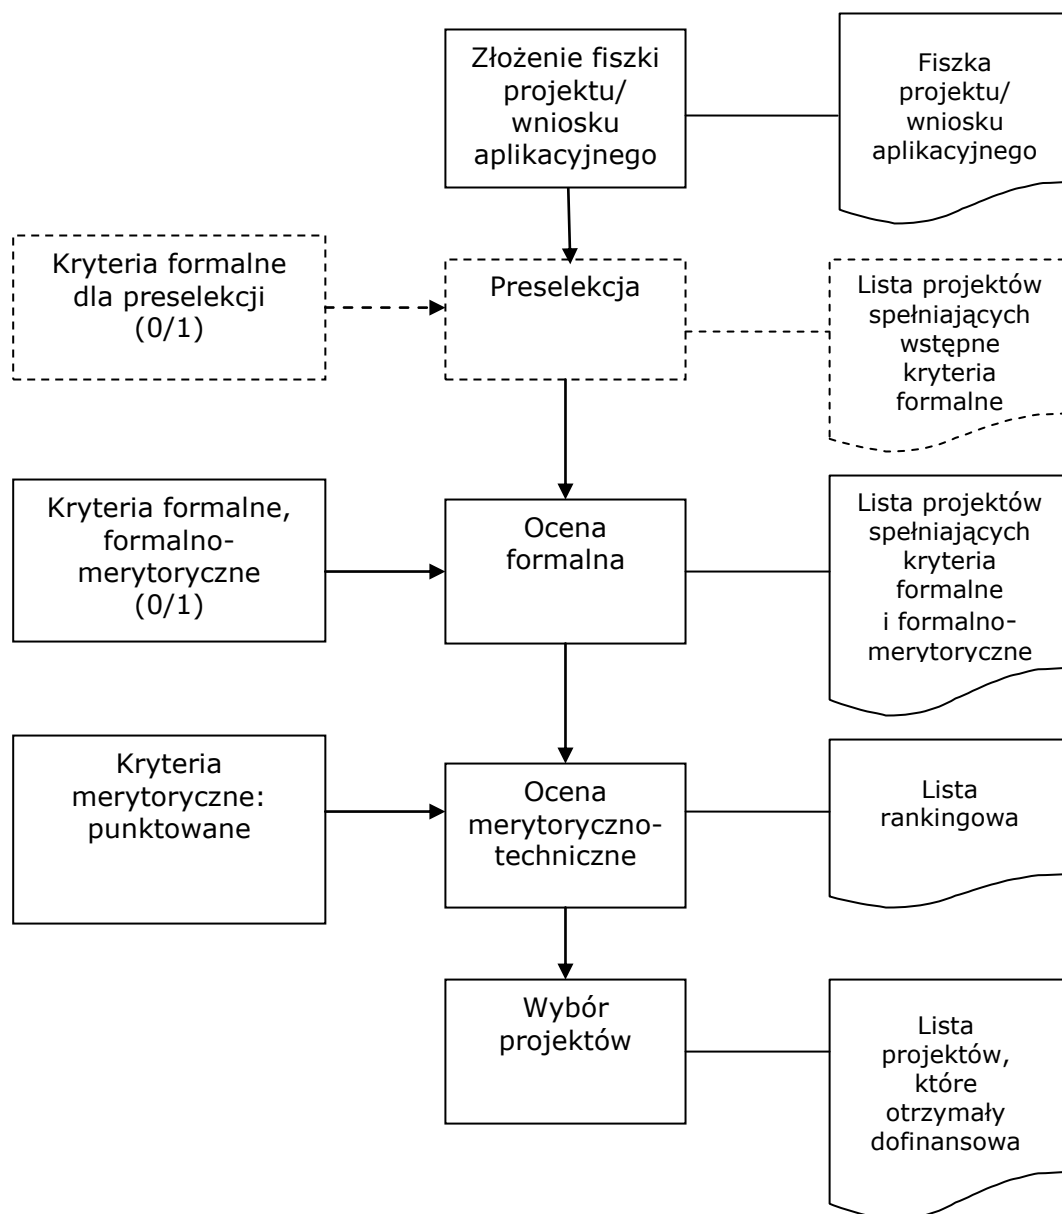 Złożenie fiszki
projektu/
wniosku
aplikacyjnego
Fiszka
projektu/
wniosku
aplikacyjnego
Kryteria formalne
dla preselekcji
(0/1)
Preselekcja
Lista projektów
spełniających
wstępne
kryteria
formalne
Kryteria formalne,
formalno-
merytoryczne
(0/1)
Ocena
formalna
Lista projektów
spełniających
kryteria
formalne
i formalno-
merytoryczne
Kryteria
merytoryczne:
punktowane
Ocena
merytoryczno-
techniczne
Lista
rankingowa
Wybór
projektów
Lista
projektów,
które
otrzymały
dofinansowa